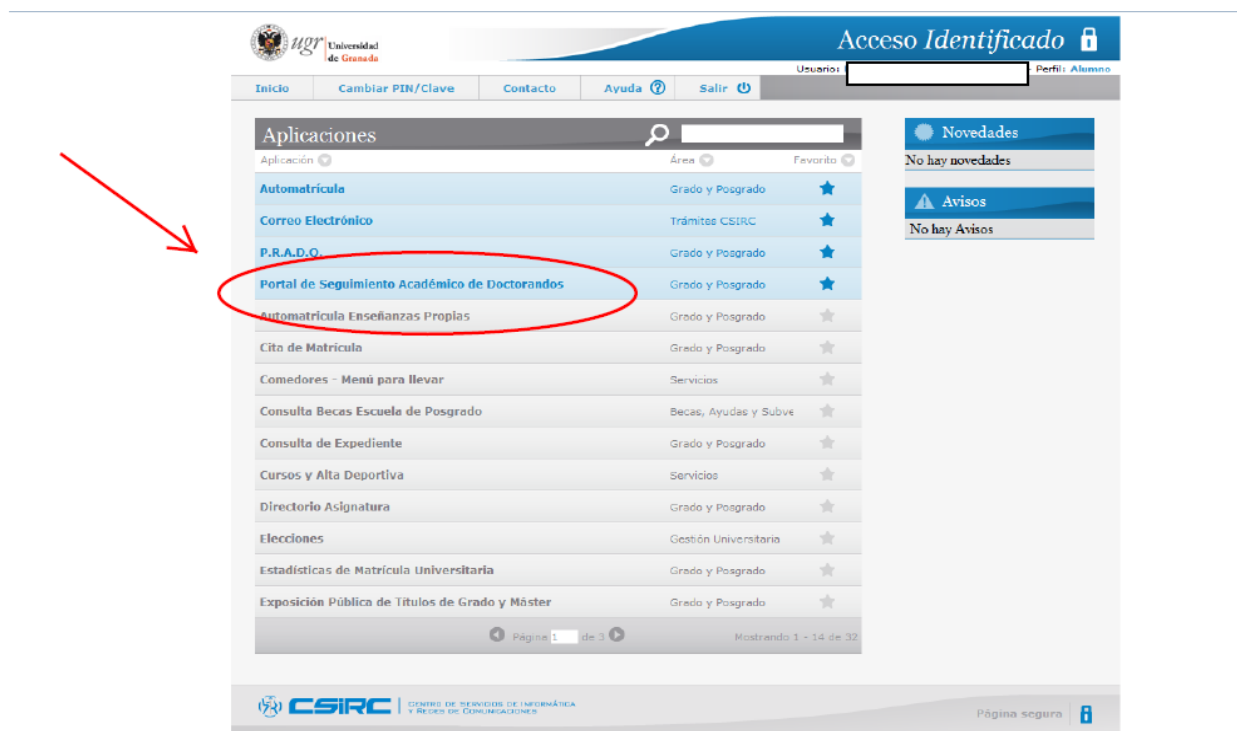 ugr Universidad
de Granada
Acceso Identificado
Usuario: - Perfil: Alumno
Inicio Cambiar PIN/Clave Contacto Ayuda ? Salir
Aplicaciones
Aplicación Área Favorito
Automatrícula Grado y Posgrado
Correo Electrónico Trámites CSIRC
P.R.A.D.O. Grado y Posgrado
Portal de Seguimiento Académico de Doctorandos Grado y Posgrado
Automatricula Enseñanzas Propias Grado y Posgrado
Cita de Matrícula Grado y Posgrado
Comedores - Menú para llevar Servicios
Consulta Becas Escuela de Posgrado Becas, Ayudas y Subve
Consulta de Expediente Grado y Posgrado
Cursos y Alta Deportiva Servicios
Directorio Asignatura Grado y Posgrado
Elecciones Gestión Universitaria
Estadísticas de Matrícula Universitaria Grado y Posgrado
Exposición Pública de Títulos de Grado y Máster Grado y Posgrado
Página 1 de 3 Mostrando 1 - 14 de 32
Novedades
No hay novedades
Avisos
No hay Avisos
CSIRC CENTRO DE SERVICIOS DE INFORMÁTICA
Y REDES DE COMUNICACIONES
Página segura